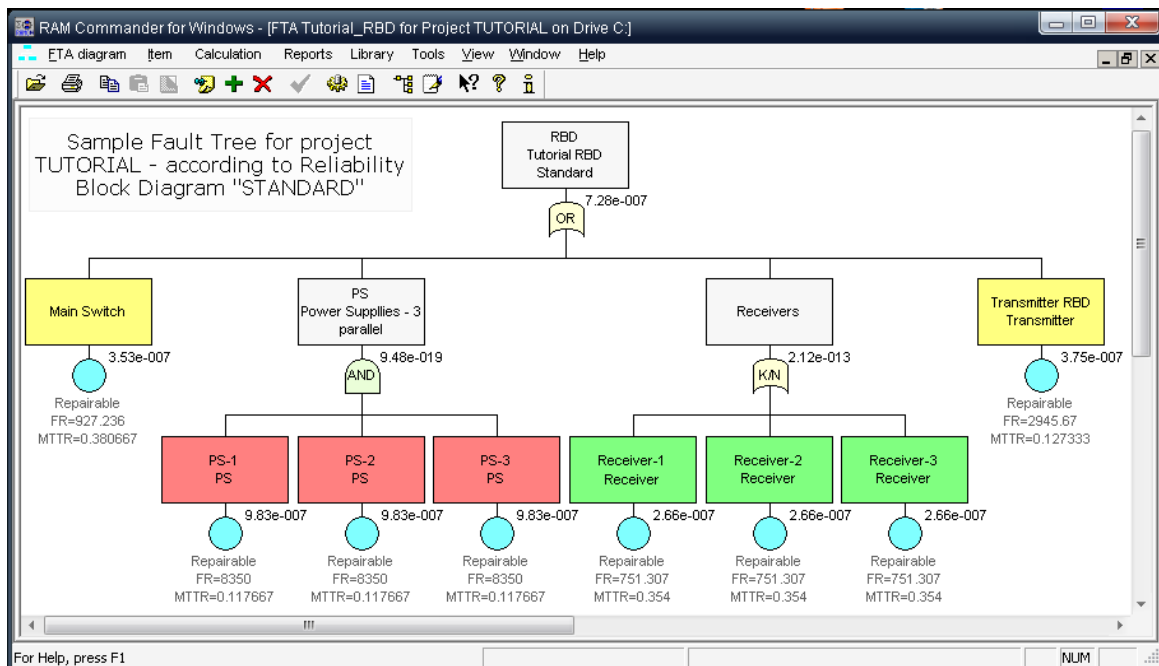 RAM Commander for Windows - [FTA Tutorial_RBD for Project TUTORIAL on Drive C:]
FTA diagram Item Calculation Reports Library Tools View Window Help
Sample Fault Tree for project
TUTORIAL - according to Reliability
Block Diagram "STANDARD"
RBD
Tutorial RBD
Standard
7.28e-007
OR
Main Switch
3.53e-007
Repairable
FR=927.236
MTTR=0.380667
PS
Power Suppllies - 3
parallel
9.48e-019
AND
Receivers
2.12e-013
K/N
Transmitter RBD
Transmitter
3.75e-007
Repairable
FR=2945.67
MTTR=0.127333
PS-1
PS
9.83e-007
Repairable
FR=8350
MTTR=0.117667
PS-2
PS
9.83e-007
Repairable
FR=8350
MTTR=0.117667
PS-3
PS
9.83e-007
Repairable
FR=8350
MTTR=0.117667
Receiver-1
Receiver
2.66e-007
Repairable
FR=751.307
MTTR=0.354
Receiver-2
Receiver
2.66e-007
Repairable
FR=751.307
MTTR=0.354
Receiver-3
Receiver
2.66e-007
Repairable
FR=751.307
MTTR=0.354
For Help, press F1
NUM